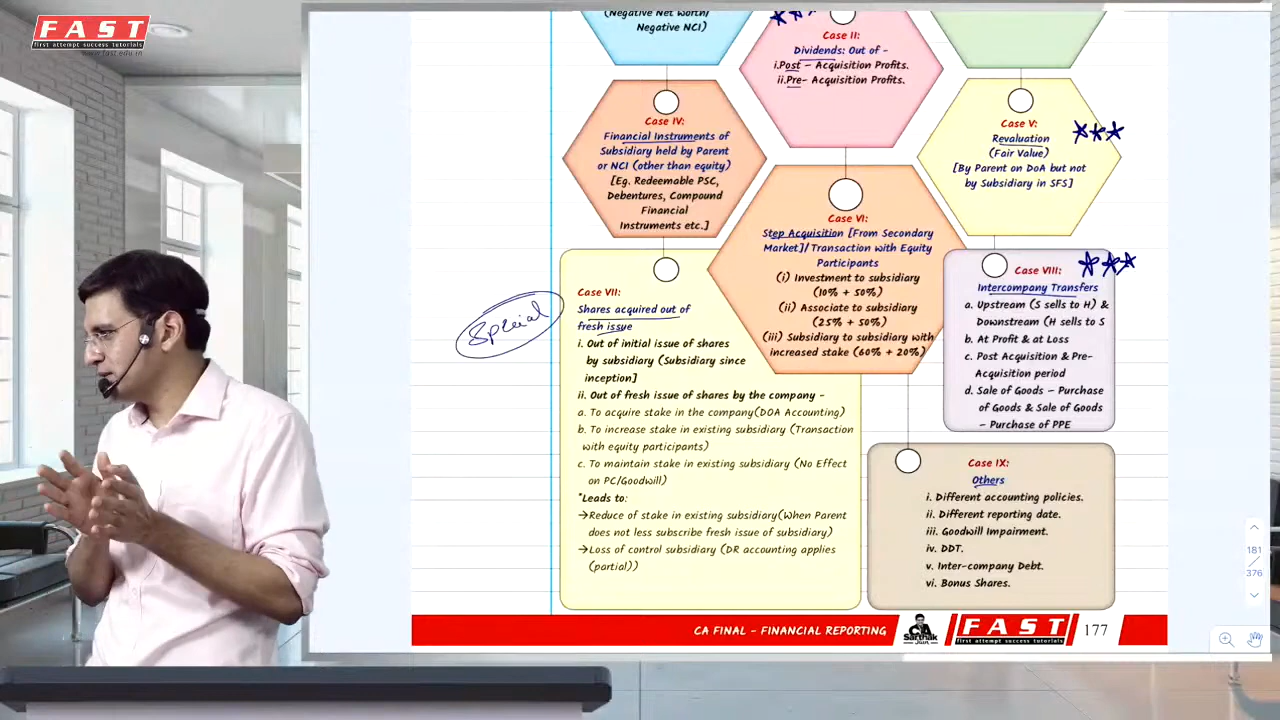 FAST
first attempt success tutorials
www.fast.edu.in
(Negative Net Worth/
Negative NCI)
Case II:
Dividends: Out of -
i.Post – Acquisition Profits.
ii.Pre- Acquisition Profits.
Case IV:
Financial Instruments of
Subsidiary held by Parent
or NCI (other than equity)
[Eg. Redeemable PSC,
Debentures, Compound
Financial
Instruments etc.]
Case V:
Revaluation
(Fair Value)
[By Parent on DoA but not
by Subsidiary in SFS]
Case VI:
Step Acquisition [From Secondary
Market]/ Transaction with Equity
Participants
(i) Investment to subsidiary
(10% + 50%)
(ii) Associate to subsidiary
(25% + 50%)
(iii) Subsidiary to subsidiary with
increased stake (60% + 20%)
Special
Case VII:
Shares acquired out of
fresh issue
i. Out of initial issue of shares
by subsidiary (Subsidiary since
inception]
ii. Out of fresh issue of shares by the company -
a. To acquire stake in the company(DOA Accounting)
b. To increase stake in existing subsidiary (Transaction
with equity participants)
c. To maintain stake in existing subsidiary (No Effect
on PC/Goodwill)
*Leads to:
→Reduce of stake in existing subsidiary(When Parent
does not less subscribe fresh issue of subsidiary)
→Loss of control subsidiary (DR accounting applies
(partial))
Case VIII:
Intercompany Transfers
a. Upstream (S sells to H) &
Downstream (H sells to S
b. At Profit & at Loss
c. Post Acquisition & Pre-
Acquisition period
d. Sale of Goods – Purchase
of Goods & Sale of Goods
– Purchase of PPE
Case IX:
Others
i. Different accounting policies.
ii. Different reporting date.
iii. Goodwill Impairment.
iv. DDT.
v. Inter-company Debt.
vi. Bonus Shares.
181
376
CA FINAL – FINANCIAL REPORTING
CA
Sarthak
Jain
FAST
first attempt success tutorials
177